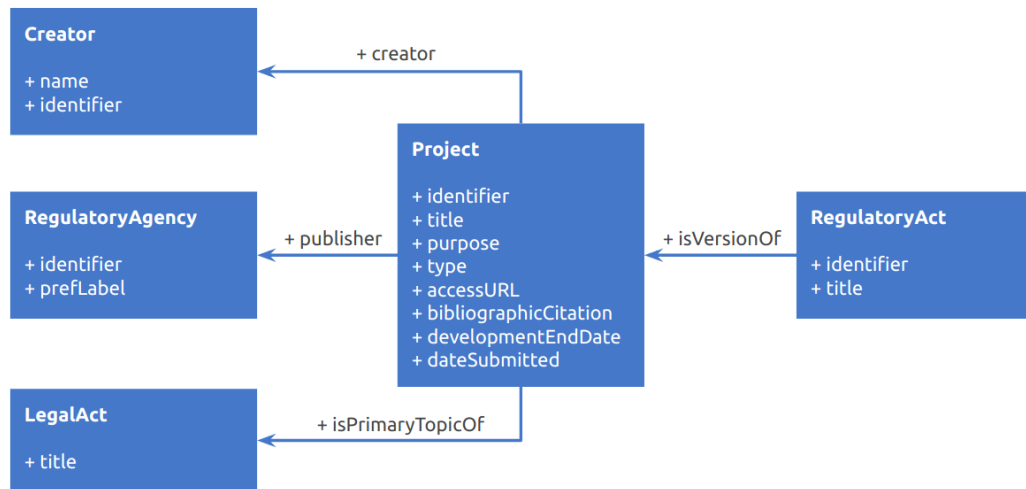 Creator
+ name
+ identifier
+ creator
RegulatoryAgency
+ identifier
+ prefLabel
+ publisher
Project
+ identifier
+ title
+ purpose
+ type
+ accessURL
+ bibliographicCitation
+ developmentEndDate
+ dateSubmitted
+ isVersionOf
RegulatoryAct
+ identifier
+ title
LegalAct
+ title
+ isPrimaryTopicOf